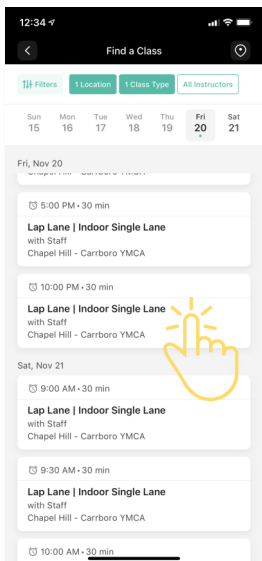 12:34
Find a Class
Filters
1 Location
1 Class Type
All Instructors
Sun Mon Tue Wed Thu Fri Sat
15 16 17 18 19 20 21
Fri, Nov 20
Chapel Hill - Carrboro YMCA
5:00 PM • 30 min
Lap Lane | Indoor Single Lane
with Staff
Chapel Hill - Carrboro YMCA
10:00 PM • 30 min
Lap Lane | Indoor Single Lane
with Staff
Chapel Hill - Carrboro YMCA
Sat, Nov 21
9:00 AM • 30 min
Lap Lane | Indoor Single Lane
with Staff
Chapel Hill - Carrboro YMCA
9:30 AM • 30 min
Lap Lane | Indoor Single Lane
with Staff
Chapel Hill - Carrboro YMCA
10:00 AM • 30 min